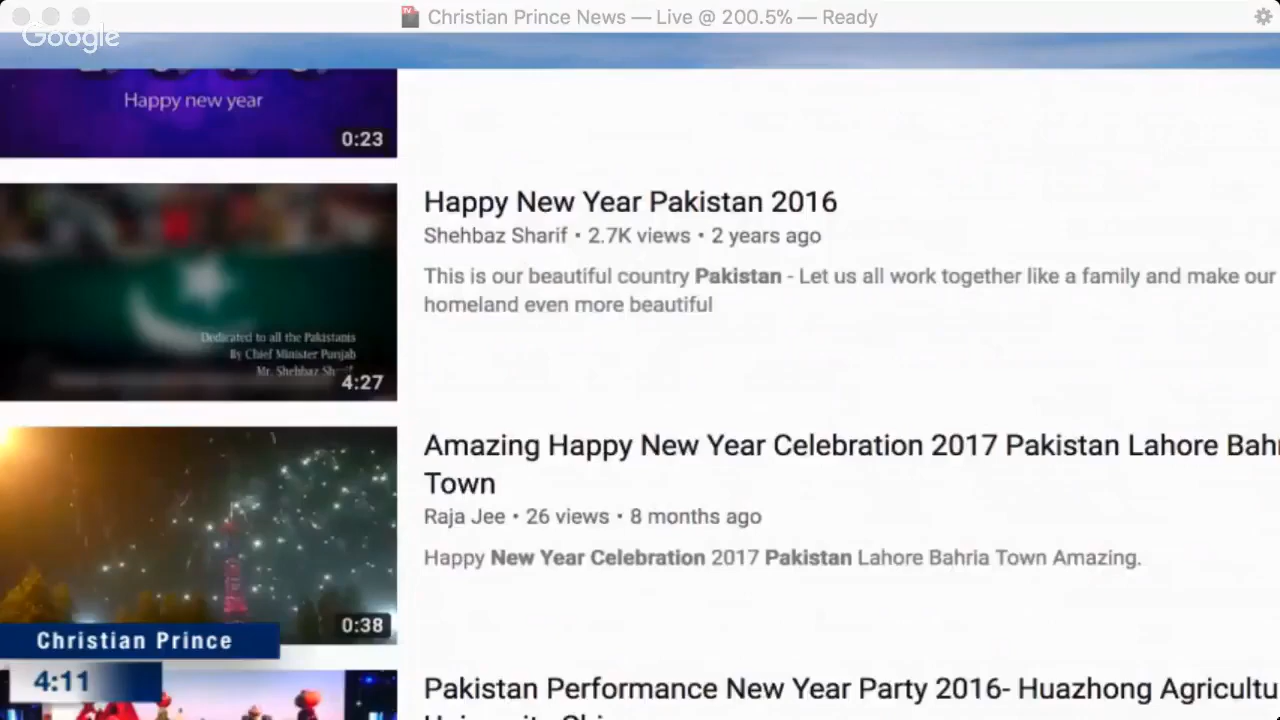 Christian Prince News — Live @ 200.5% — Ready
Google
Happy new year
0:23
Happy New Year Pakistan 2016
Shehbaz Sharif • 2.7K views • 2 years ago
This is our beautiful country Pakistan - Let us all work together like a family and make our
homeland even more beautiful
Dedicated to all the Pakistanis
By Chief Minister Punjab
Mr. Shehbaz
4:27
Amazing Happy New Year Celebration 2017 Pakistan Lahore
Town
Raja Jee • 26 views • 8 months ago
Happy New Year Celebration 2017 Pakistan Lahore Bahria Town Amazing.
0:38
Christian Prince
4:11
Pakistan Performance New Year Party 2016- Huazhong